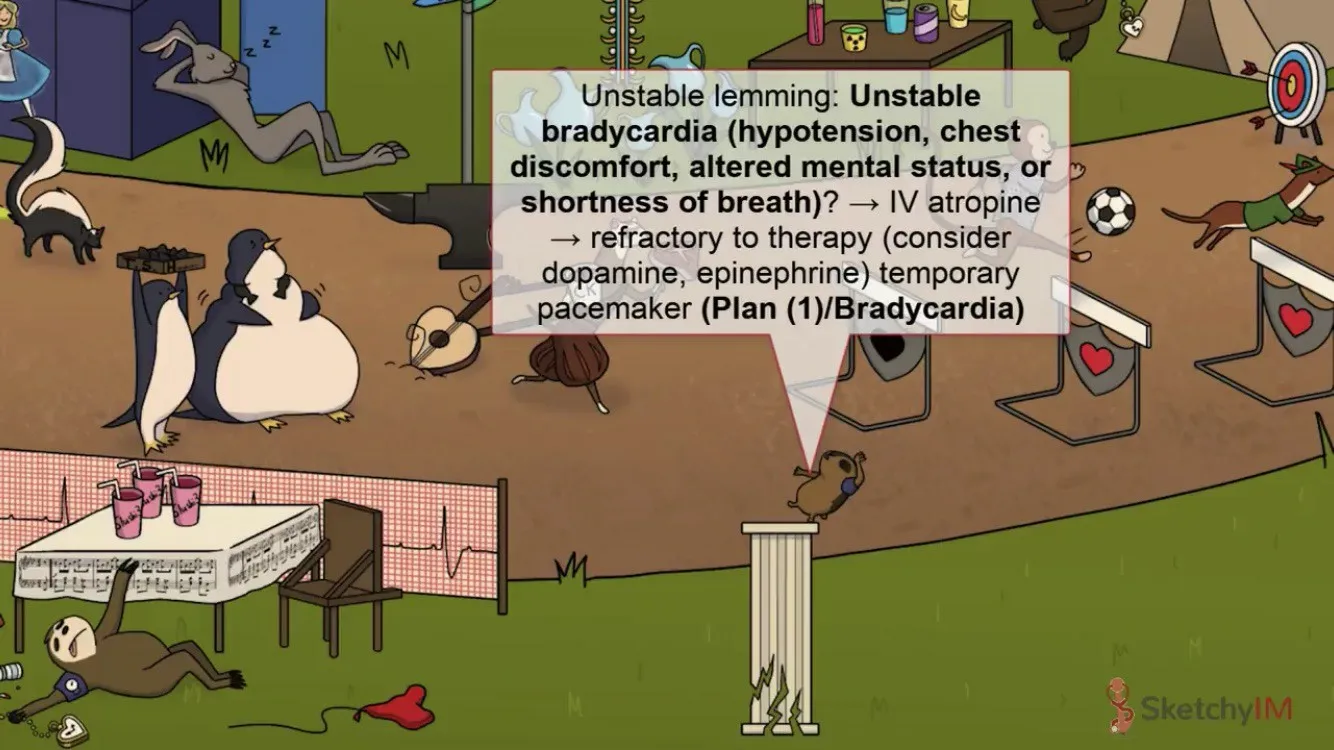 z z z
Unstable lemming: Unstable
bradycardia (hypotension, chest
discomfort, altered mental status, or
shortness of breath)? → IV atropine
→ refractory to therapy (consider
dopamine, epinephrine) temporary
pacemaker (Plan (1)/Bradycardia)
SketchyIM